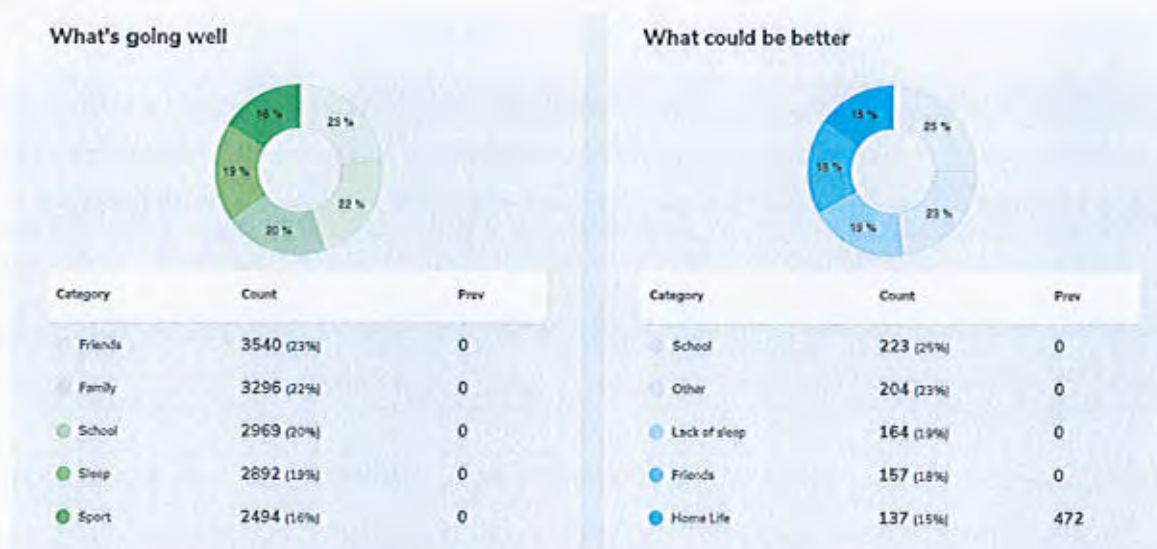 What's going well
16 %
23 %
19 %
22 %
20 %
Category Count Prev
Friends 3540 (23%) 0
Family 3296 (22%) 0
School 2969 (20%) 0
Sleep 2892 (19%) 0
Sport 2494 (16%) 0
What could be better
15 %
25 %
18 %
23 %
19 %
Category Count Prev
School 223 (25%) 0
Other 204 (23%) 0
Lack of sleep 164 (19%) 0
Friends 157 (18%) 0
Home Life 137 (15%) 472